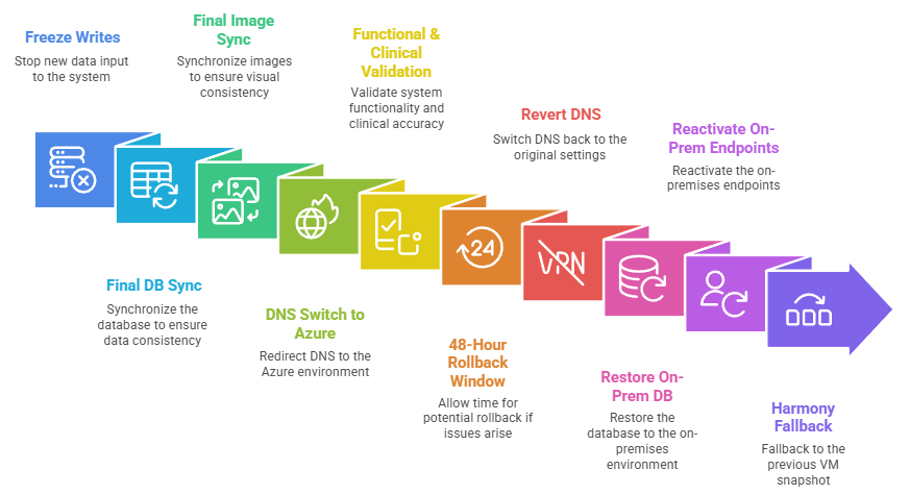 Freeze Writes
Stop new data input
to the system
Final Image
Sync
Synchronize images
to ensure visual
consistency
Functional &
Clinical
Validation
Validate system
functionality and
clinical accuracy
Revert DNS
Switch DNS back to the
original settings
Reactivate On-
Prem Endpoints
Reactivate the on-
premises endpoints
24
VPN
Final DB Sync
Synchronize the
database to ensure
data consistency
DNS Switch to
Azure
Redirect DNS to the
Azure environment
48-Hour
Rollback
Window
Allow time for
potential rollback if
issues arise
Restore On-
Prem DB
Restore the
database to the on-
premises
environment
Harmony
Fallback
Fallback to the
previous VM
snapshot